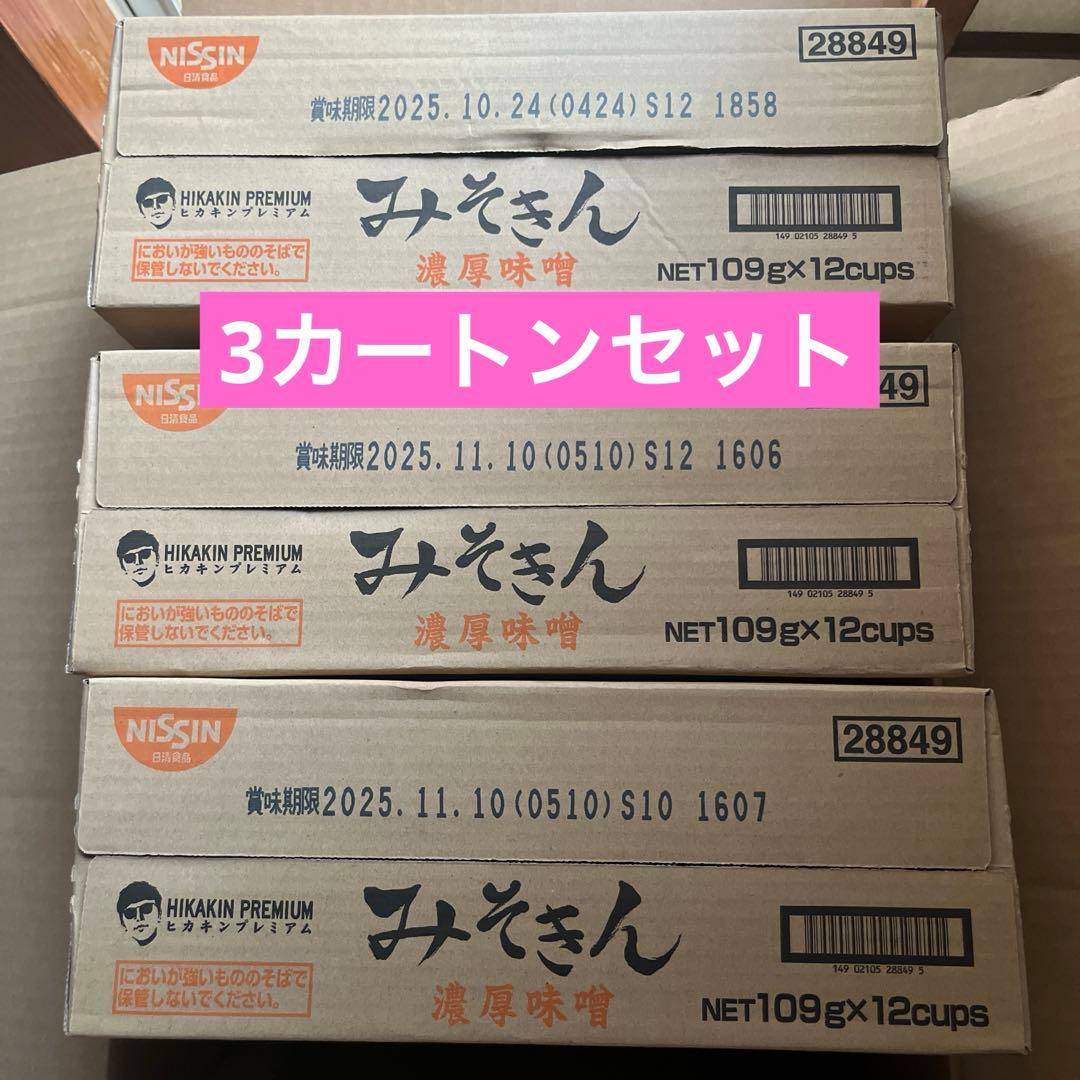 NISSIN
日清食品
28849
賞味期限2025.10.24(0424)S12 1858
HIKAKIN PREMIUM
ヒカキンプレミアム
みそきん
濃厚味噌
においが強いもののそばで
保管しないでください。
149 02105 28849 5
NET109g×12cups
3カートンセット
NISSI
日清食品
49
賞味期限2025.11.10(0510)S12 1606
HIKAKIN PREMIUM
ヒカキンプレミアム
みそきん
濃厚味噌
においが強いもののそばで
保管しないでください。
149 02105 28849 5
NET109g×12cups
NISSIN
日清食品
28849
賞味期限2025.11.10(0510)S10 1607
HIKAKIN PREMIUM
ヒカキンプレミアム
みそきん
濃厚味噌
においが強いもののそばで
保管しないでください。
149 02105 28849 5
NET109g×12cups